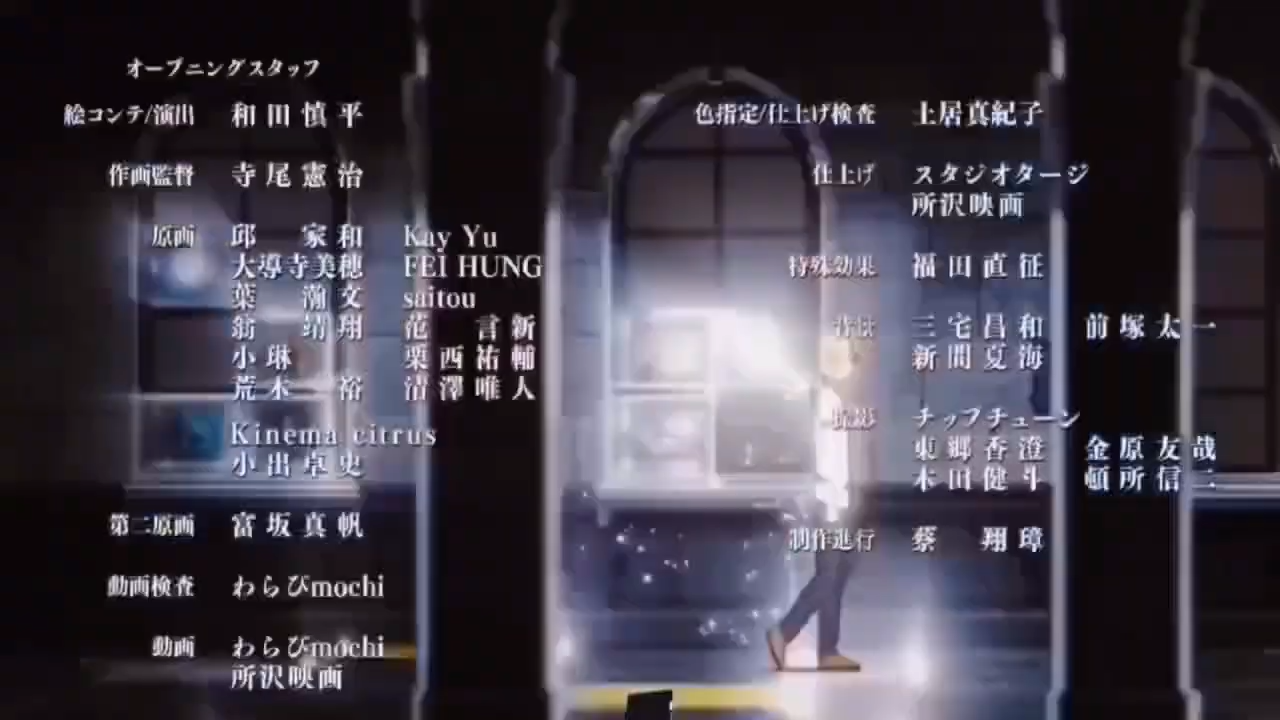 オープニングスタッフ
絵コンテ/演出 和田慎平
作画監督 寺尾憲治
原画 邱 家和 Kay Yu
大導寺美穂 FEI HUNG
葉 瀚文 saitou
翁 靖翔 范 言新
小琳 栗西祐輔
荒木 裕 清澤唯人
Kinema citrus
小出卓史
第二原画 富坂真帆
動画検査 わらびmochi
動画 わらびmochi
所沢映画
色指定/仕上げ検査 土居真紀子
仕上げ スタジオタージ
所沢映画
特殊効果 福田直征
背景 三宅昌和 前塚太一
新間夏海
撮影 チップチューン
東郷香澄 金原友哉
木田健斗 頓所信二
制作進行 蔡 翔璋